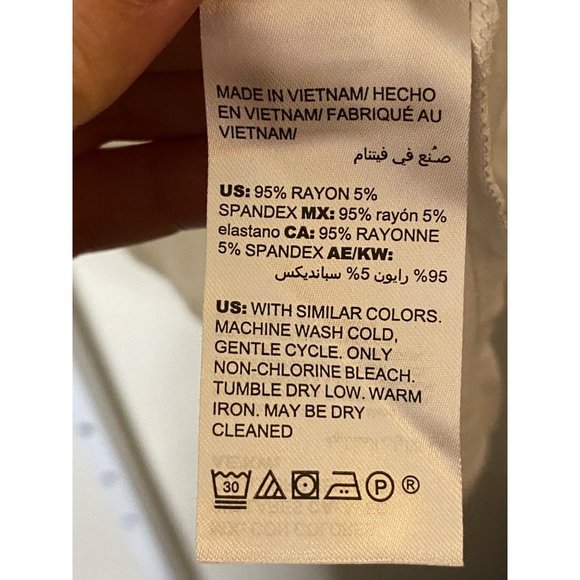 MADE IN VIETNAM/ HECHO
EN VIETNAM/ FABRIQUÉ AU
VIETNAM/
صُنع في فيتنام
US: 95% RAYON 5%
SPANDEX MX: 95% rayón 5%
elastano CA: 95% RAYONNE
5% SPANDEX AE/KW:
95% رايون 5% سبانديكس
US: WITH SIMILAR COLORS.
MACHINE WASH COLD,
GENTLE CYCLE. ONLY
NON-CHLORINE BLEACH.
TUMBLE DRY LOW. WARM
IRON. MAY BE DRY
CLEANED
30 P ®